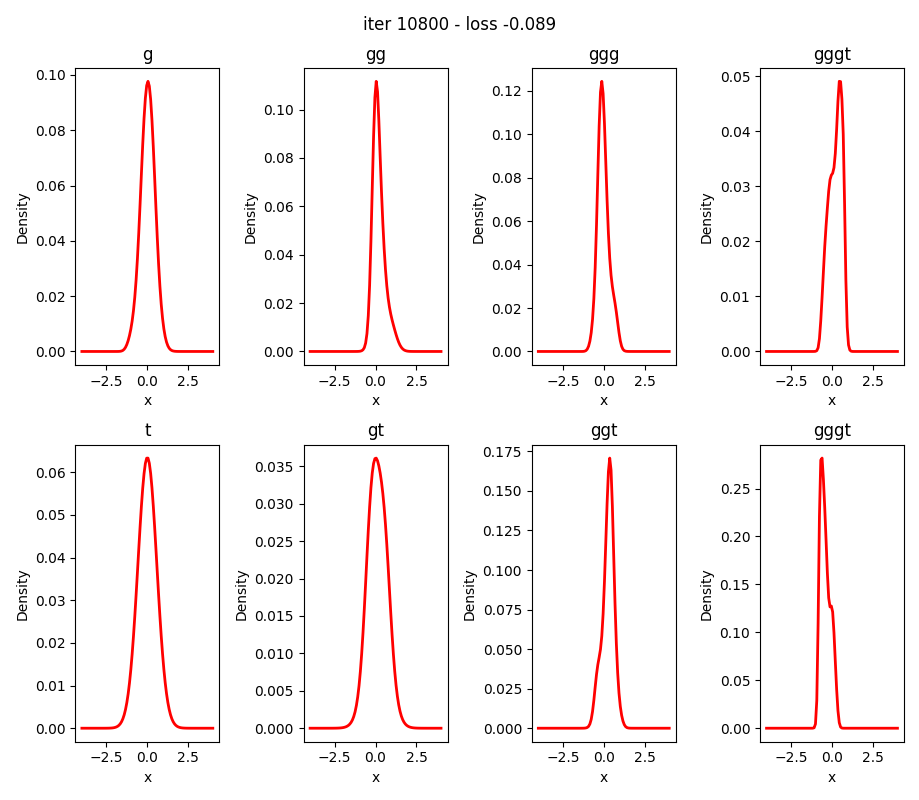 iter 10800 - loss -0.089
g
gg
ggg
gggt
0.10
0.08
0.06
0.04
0.02
0.00
Density
−2.5 0.0 2.5
x
0.10
0.08
0.06
0.04
0.02
0.00
Density
−2.5 0.0 2.5
x
0.12
0.10
0.08
0.06
0.04
0.02
0.00
Density
−2.5 0.0 2.5
x
0.05
0.04
0.03
0.02
0.01
0.00
Density
−2.5 0.0 2.5
x
t
gt
ggt
gggt
0.06
0.05
0.04
0.03
0.02
0.01
0.00
Density
−2.5 0.0 2.5
x
0.035
0.030
0.025
0.020
0.015
0.010
0.005
0.000
Density
−2.5 0.0 2.5
x
0.175
0.150
0.125
0.100
0.075
0.050
0.025
0.000
Density
−2.5 0.0 2.5
x
0.25
0.20
0.15
0.10
0.05
0.00
Density
−2.5 0.0 2.5
x